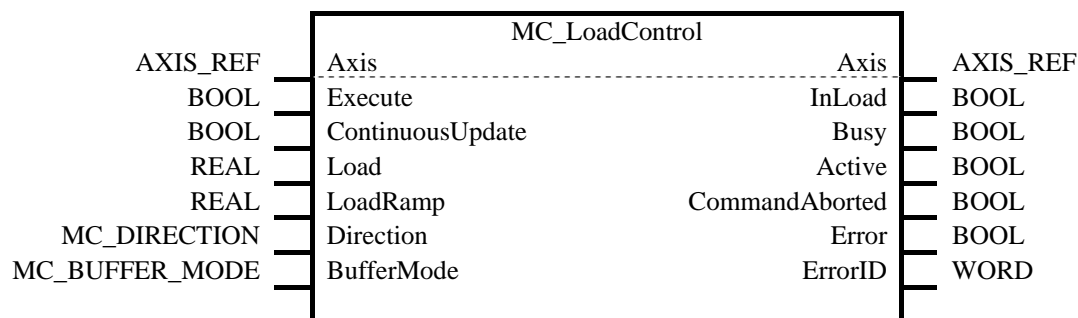 MC_LoadControl
AXIS_REF Axis Axis AXIS_REF
BOOL Execute InLoad BOOL
BOOL ContinuousUpdate Busy BOOL
REAL Load Active BOOL
REAL LoadRamp CommandAborted BOOL
MC_DIRECTION Direction Error BOOL
MC_BUFFER_MODE BufferMode ErrorID WORD